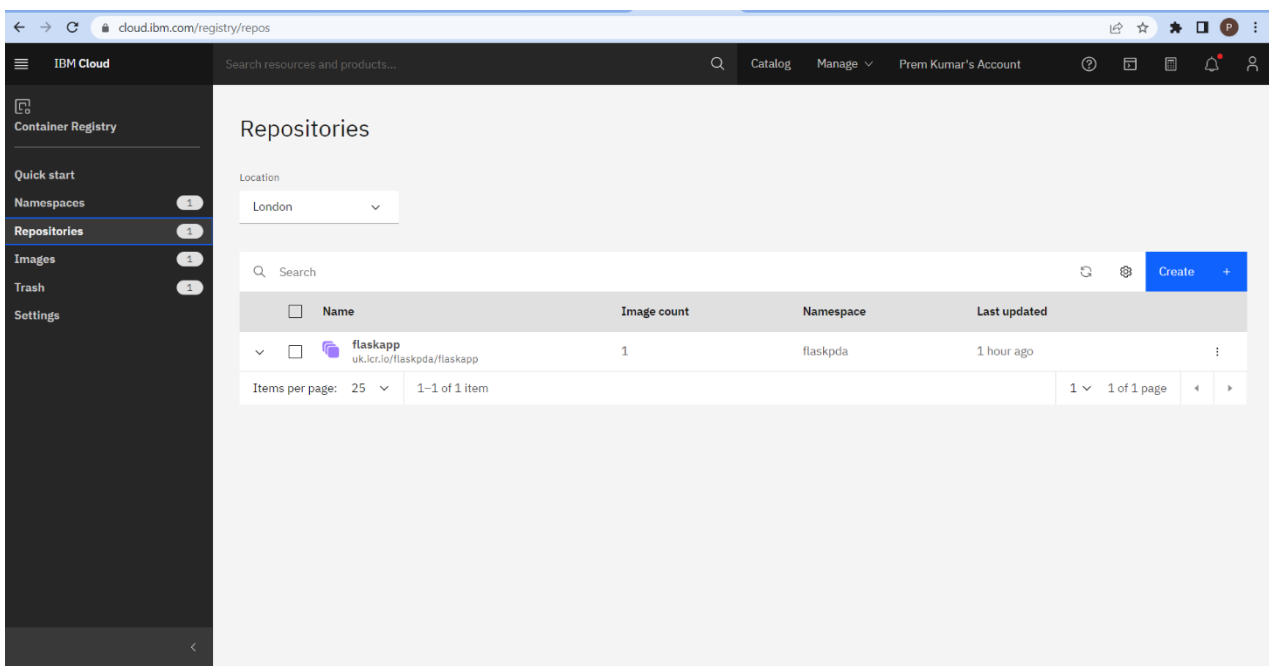 cloud.ibm.com/registry/repos
P
IBM Cloud
Search resources and products...
Catalog
Manage
Prem Kumar's Account
Container Registry
Quick start
Namespaces 1
Repositories 1
Images 1
Trash 1
Settings
Repositories
Location
London
Search
Create +
Name Image count Namespace Last updated
flaskapp
uk.icr.io/flaskpda/flaskapp
1 flaskpda 1 hour ago
Items per page: 25 1–1 of 1 item 1 1 of 1 page